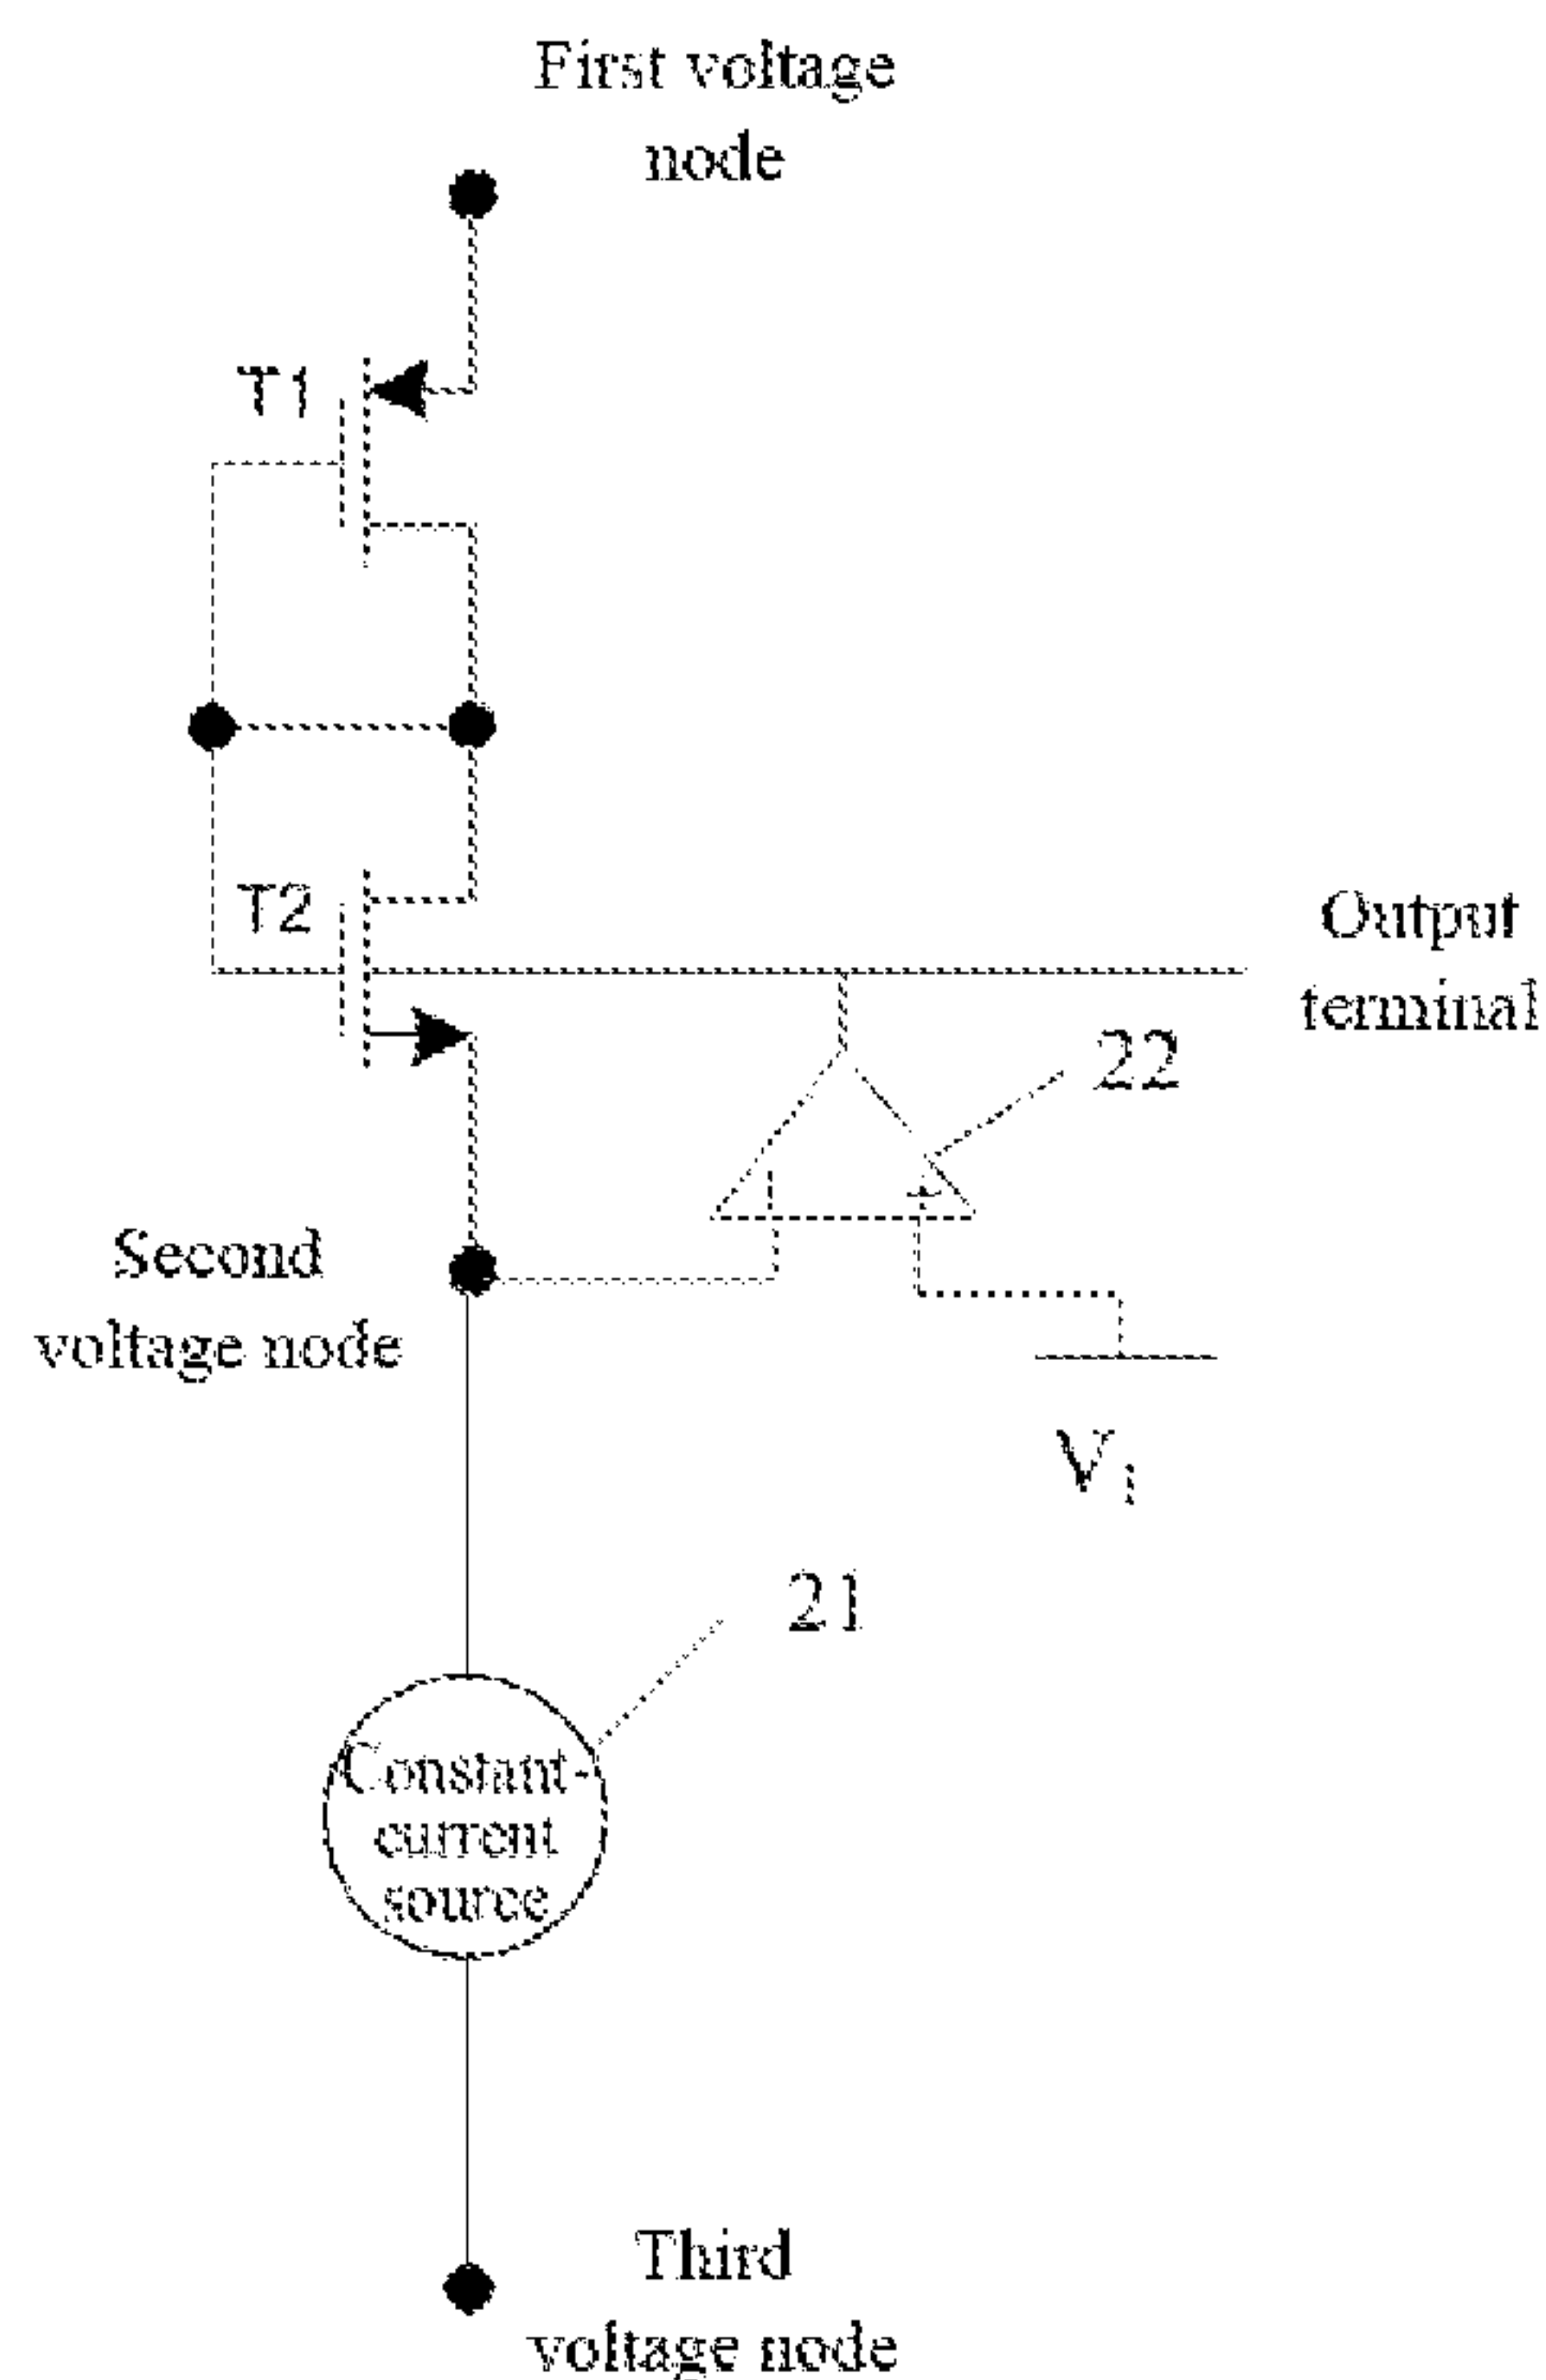 First voltage
node
T1
T2
Output
terminal
22
Second
voltage node
V1
21
Constant-
current
source
Third
voltage node